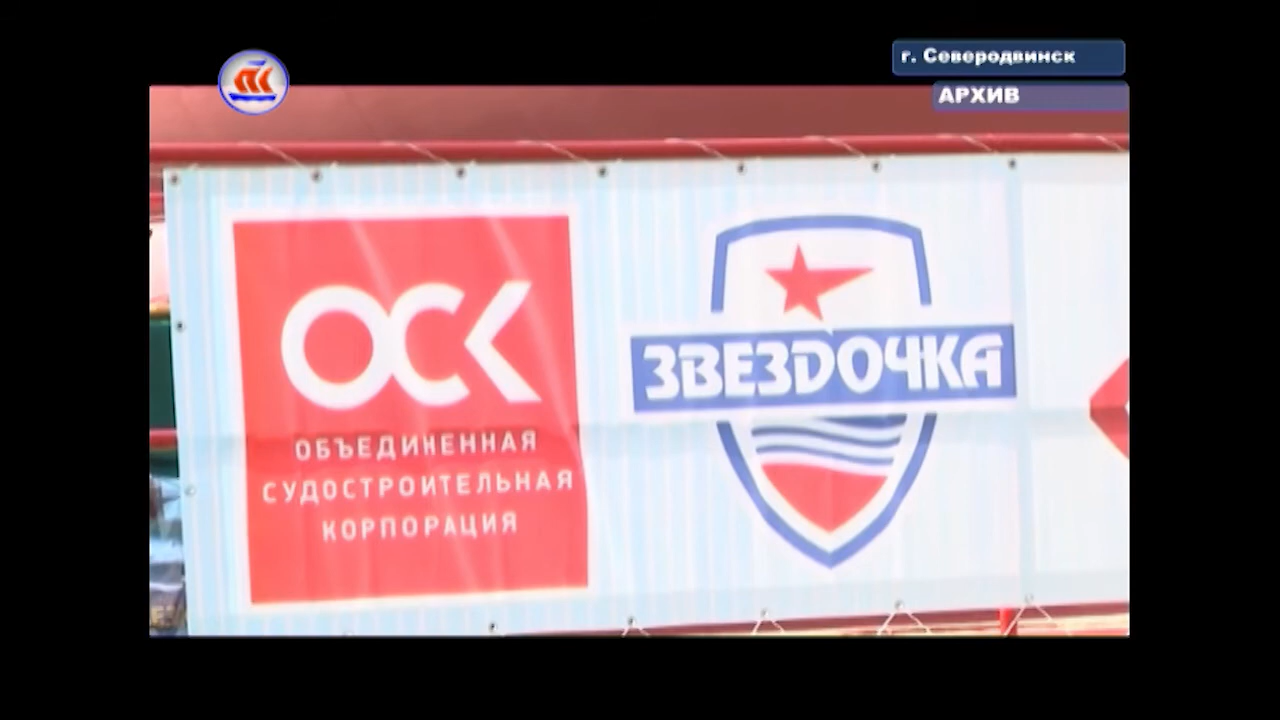 г. Северодвинск
АРХИВ
ОСК
ОБЪЕДИНЕННАЯ
СУДОСТРОИТЕЛЬНАЯ
КОРПОРАЦИЯ
ЗВЕЗДОЧКА